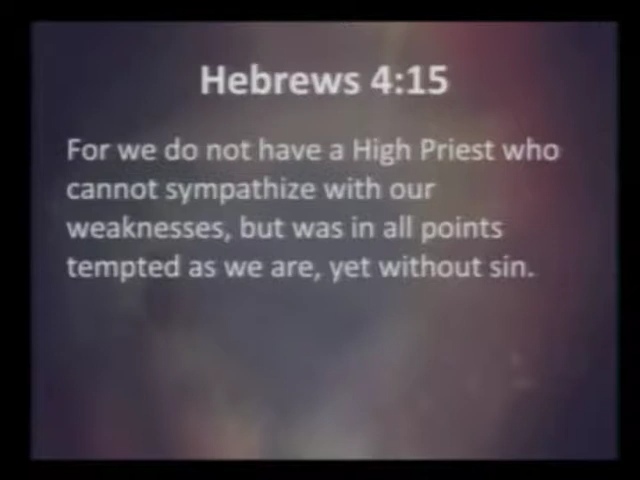 Hebrews 4:15
For we do not have a High Priest who
cannot sympathize with our
weaknesses, but was in all points
tempted as we are, yet without sin.